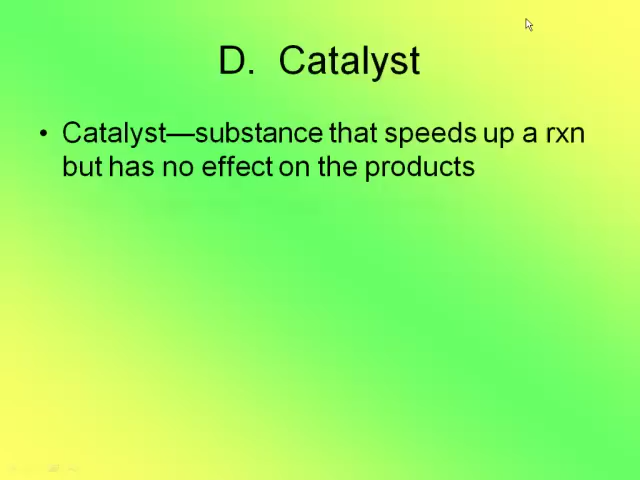 D. Catalyst
• Catalyst—substance that speeds up a rxn
but has no effect on the products